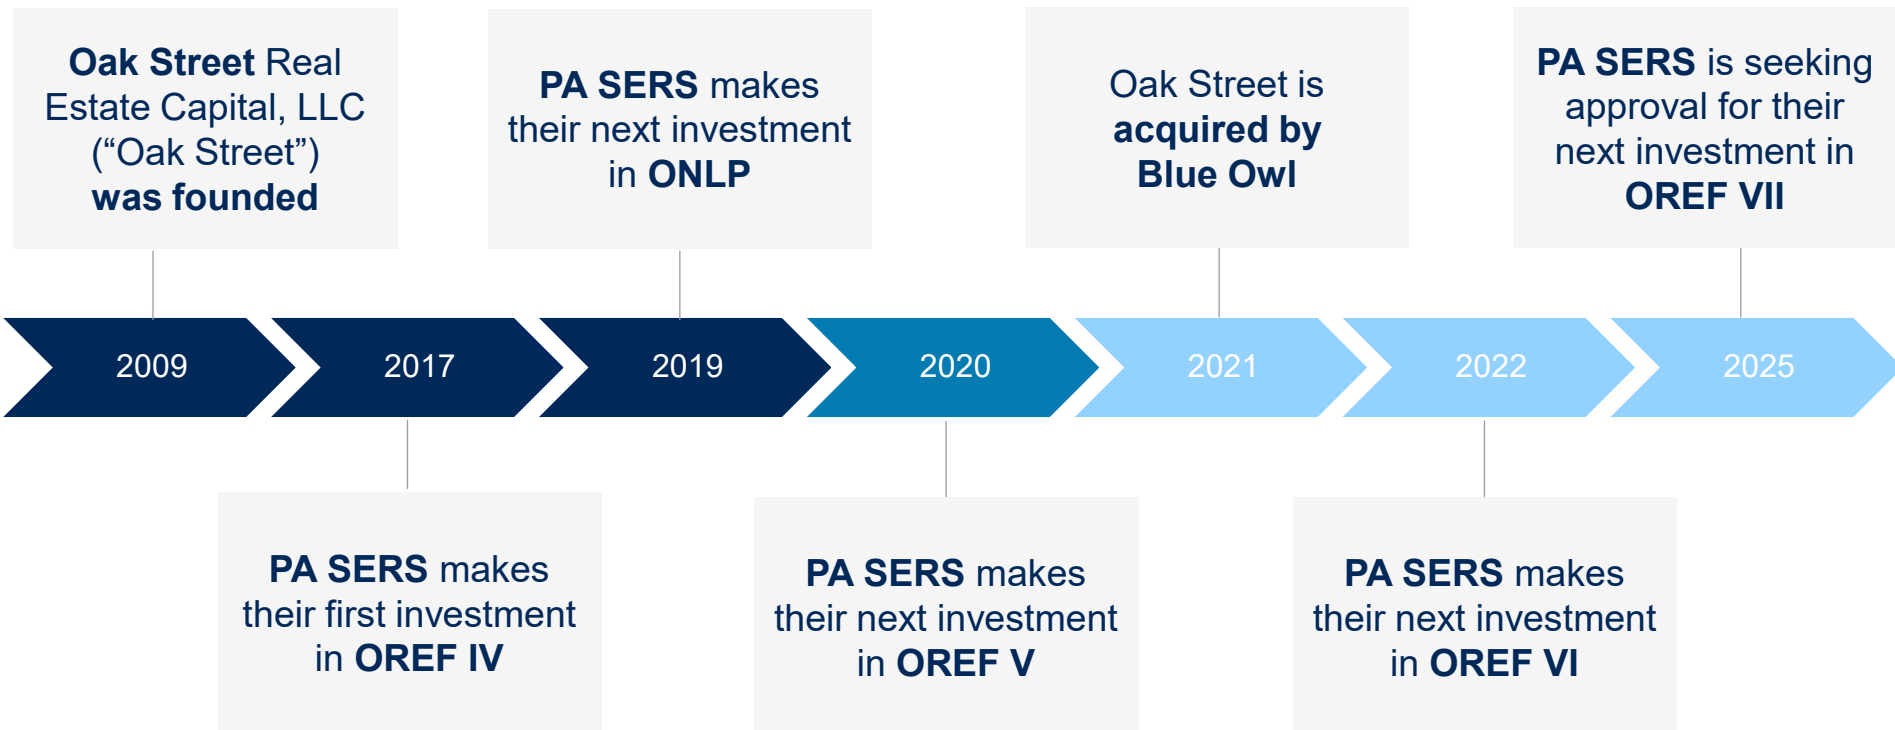 Oak Street Real
Estate Capital, LLC
(“Oak Street”)
was founded
PA SERS makes
their next investment
in ONLP
Oak Street is
acquired by
Blue Owl
PA SERS is seeking
approval for their
next investment in
OREF VII
2009
2017
2019
2020
2021
2022
2025
PA SERS makes
their first investment
in OREF IV
PA SERS makes
their next investment
in OREF V
PA SERS makes
their next investment
in OREF VI